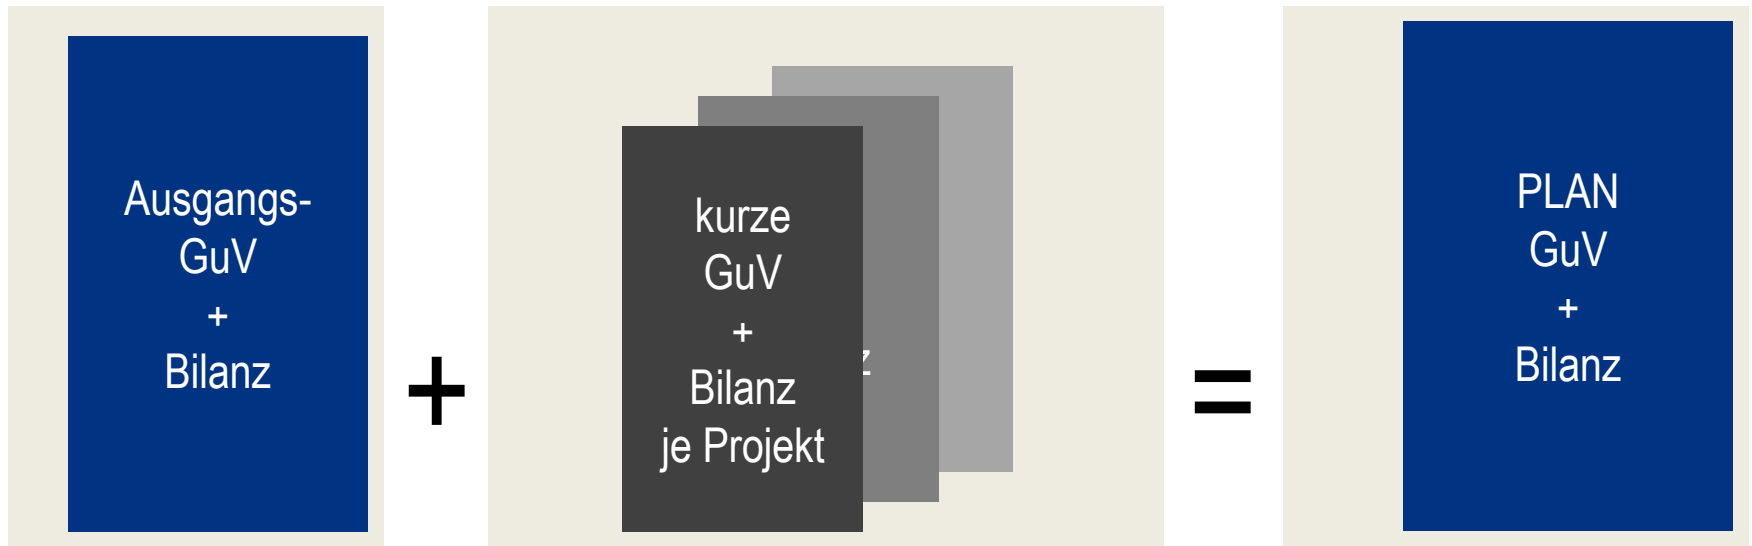 Ausgangs-
GuV
+
Bilanz
+
kurze
GuV
+
Bilanz
je Projekt
z
=
PLAN
GuV
+
Bilanz